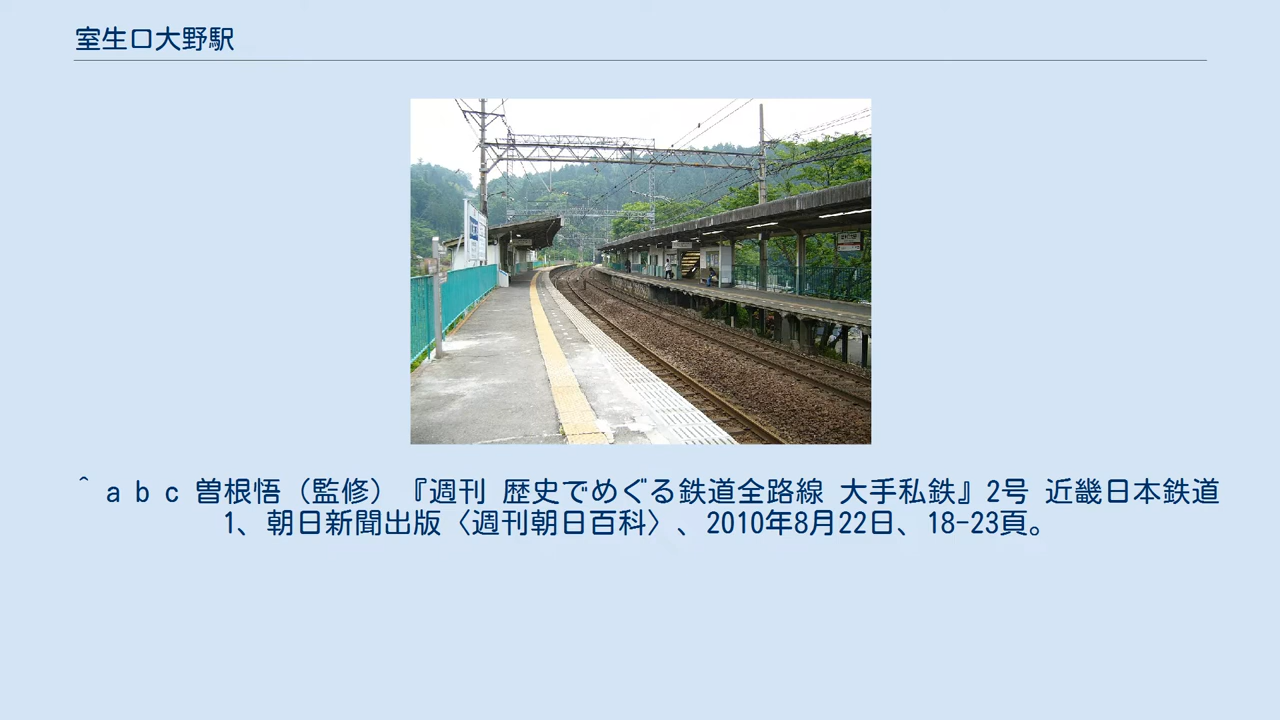 室生口大野駅
^ a b c 曽根悟（監修）『週刊 歴史でめぐる鉄道全路線 大手私鉄』2号 近畿日本鉄道
1、朝日新聞出版〈週刊朝日百科〉、2010年8月22日、18-23頁。